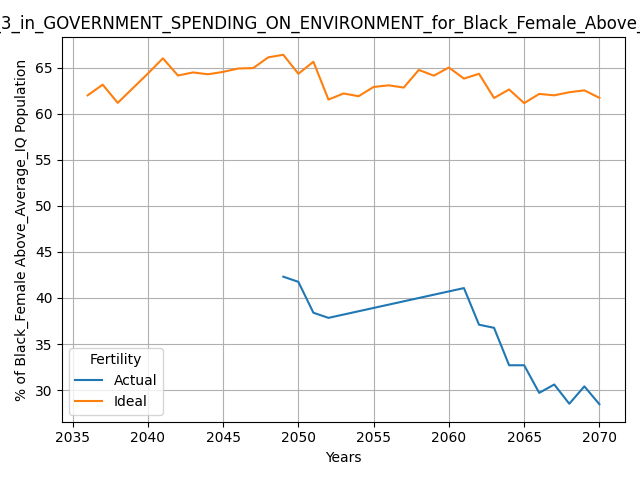 _3_in_GOVERNMENT_SPENDING_ON_ENVIRONMENT_for_Black_Female_Above_
% of Black_Female Above_Average_IQ Population
65
60
55
50
45
40
35
30
Fertility
Actual
Ideal
2035 2040 2045 2050 2055 2060 2065 2070
Years